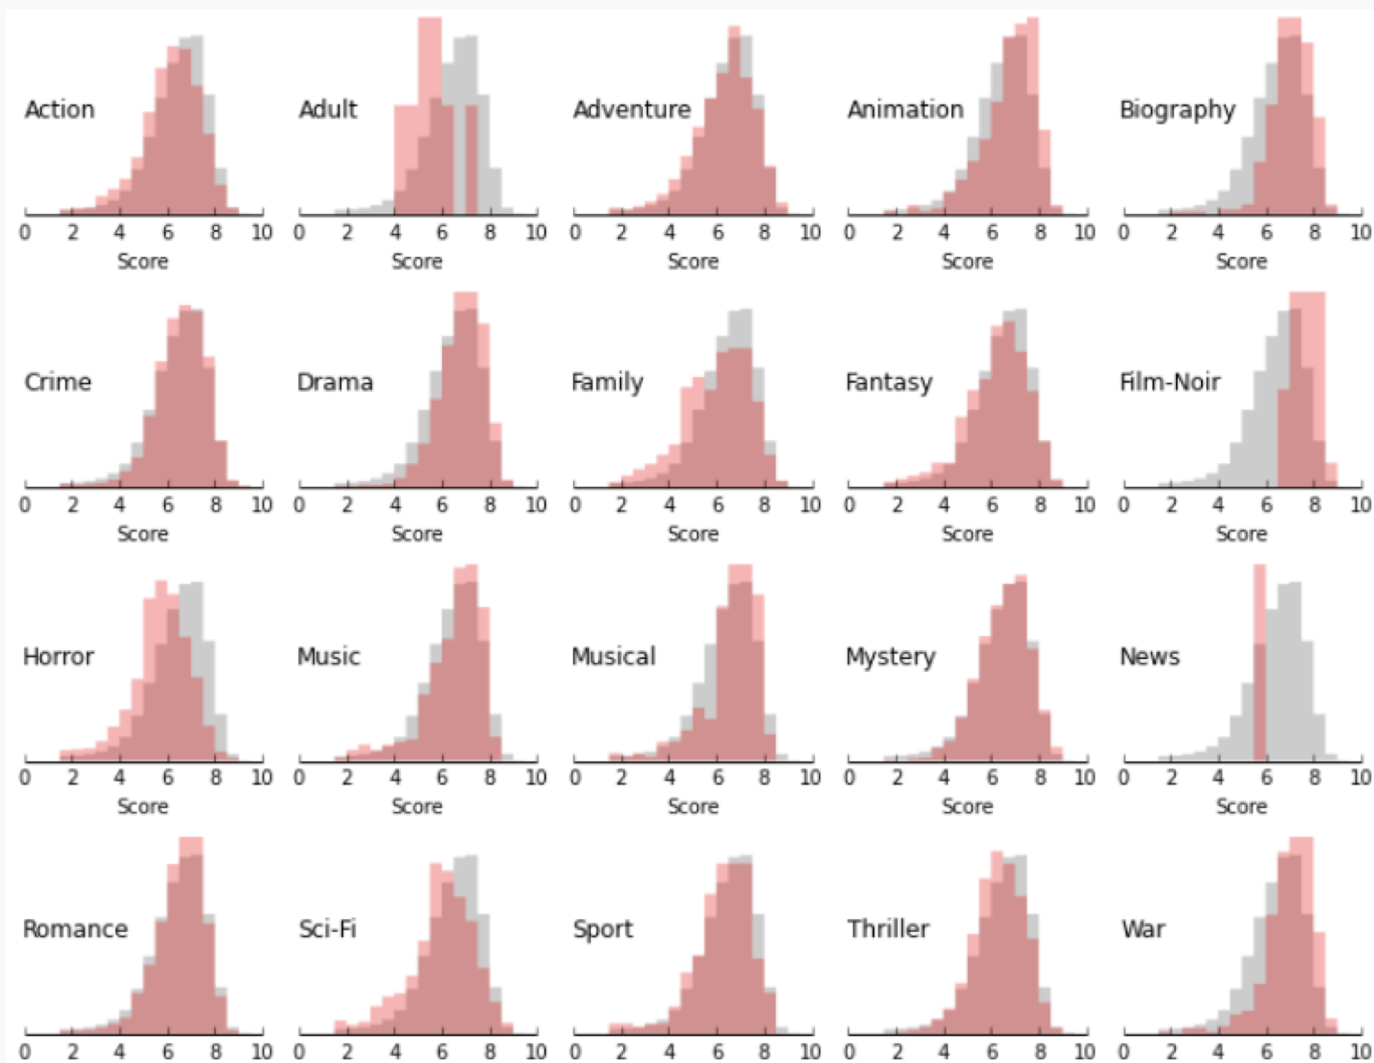 Action
0 2 4 6 8 10
Score
Adult
0 2 4 6 8 10
Score
Adventure
0 2 4 6 8 10
Score
Animation
0 2 4 6 8 10
Score
Biography
0 2 4 6 8 10
Score
Crime
0 2 4 6 8 10
Score
Drama
0 2 4 6 8 10
Score
Family
0 2 4 6 8 10
Score
Fantasy
0 2 4 6 8 10
Score
Film-Noir
0 2 4 6 8 10
Score
Horror
0 2 4 6 8 10
Score
Music
0 2 4 6 8 10
Score
Musical
0 2 4 6 8 10
Score
Mystery
0 2 4 6 8 10
Score
News
0 2 4 6 8 10
Score
Romance
0 2 4 6 8 10
Sci-Fi
0 2 4 6 8 10
Sport
0 2 4 6 8 10
Thriller
0 2 4 6 8 10
War
0 2 4 6 8 10